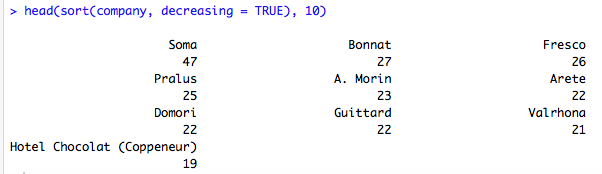 > head(sort(company, decreasing = TRUE), 10)
Soma Bonnat Fresco
47 27 26
Pralus A. Morin Arete
25 23 22
Domori Guittard Valrhona
22 22 21
Hotel Chocolat (Coppeneur)
19